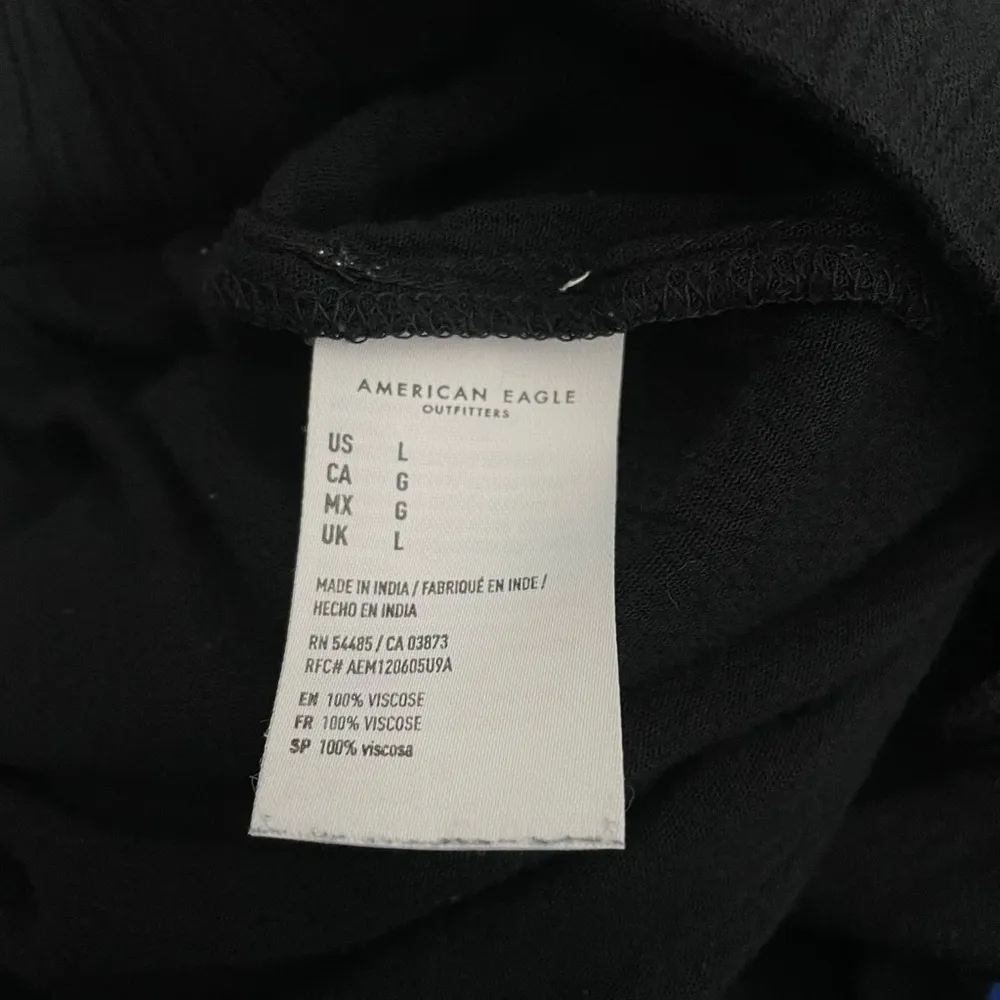 AMERICAN EAGLE
OUTFITTERS
US L
CA G
MX G
UK L
MADE IN INDIA / FABRIQUÉ EN INDE /
HECHO EN INDIA
RN 54485 / CA 03873
RFC# AEM120605U9A
EN 100% VISCOSE
FR 100% VISCOSE
SP 100% viscosa